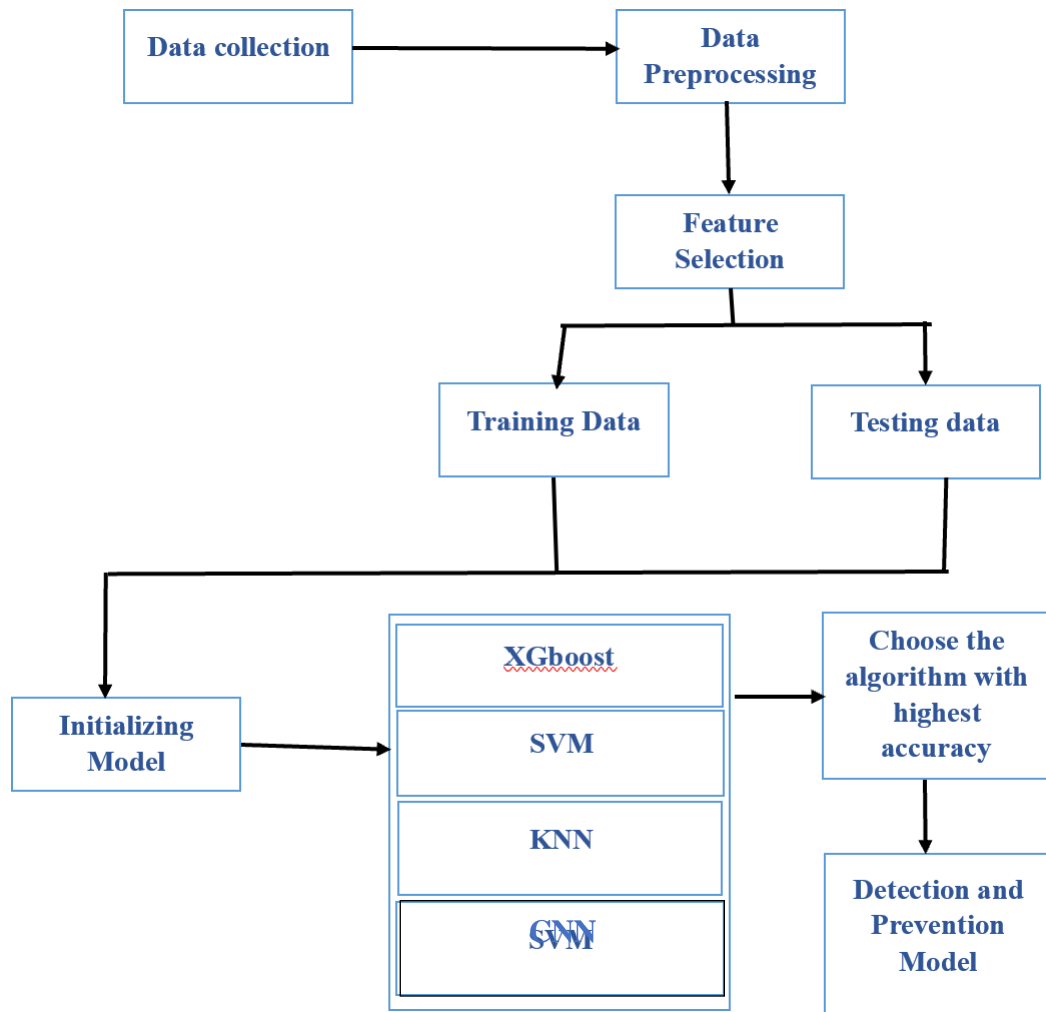 Data collection
Data
Preprocessing
Feature
Selection
Training Data
Testing data
Initializing
Model
XGboost
SVM
KNN
SVM
Choose the
algorithm with
highest
accuracy
Detection and
Prevention
Model